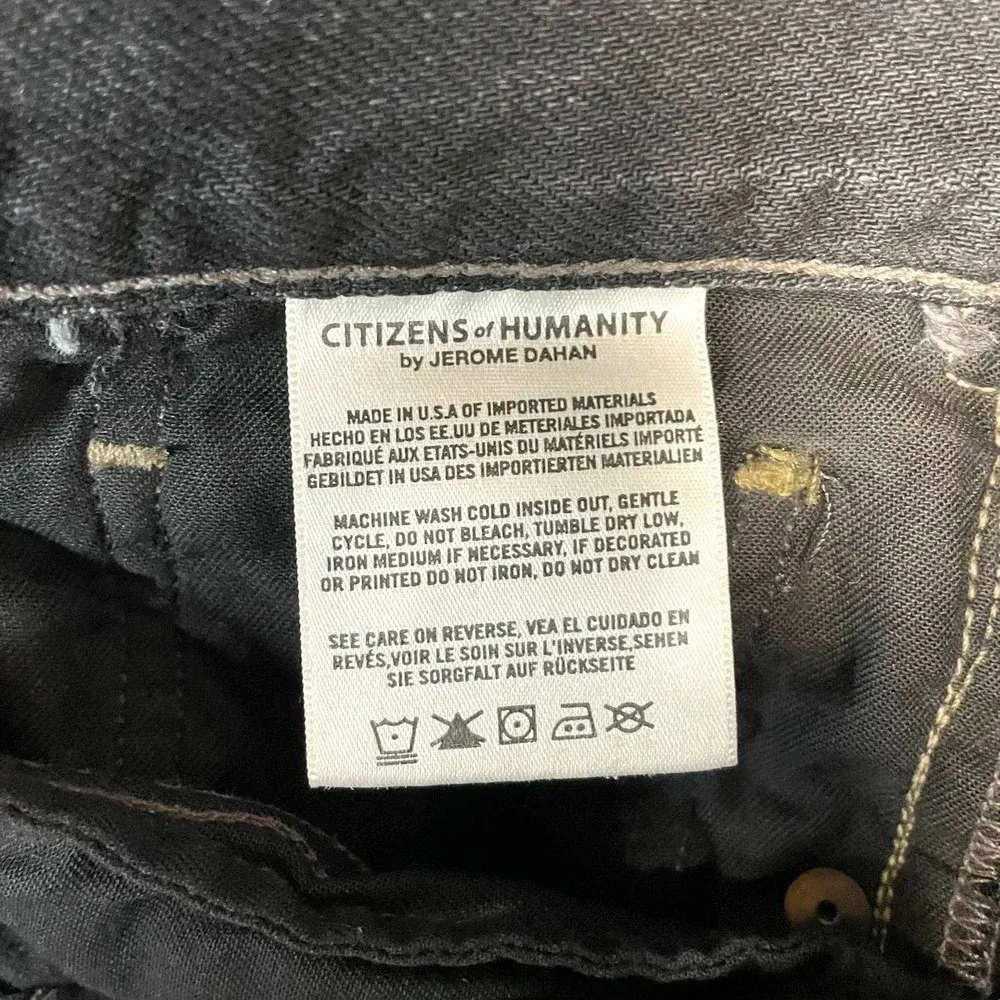 CITIZENS of HUMANITY
by JEROME DAHAN
MADE IN U.S.A OF IMPORTED MATERIALS
HECHO EN LOS EE.UU DE METERIALES IMPORTADA
FABRIQUÉ AUX ETATS-UNIS DU MATÉRIELS IMPORTÉ
GEBILDET IN USA DES IMPORTIERTEN MATERIALIEN
MACHINE WASH COLD INSIDE OUT, GENTLE
CYCLE, DO NOT BLEACH, TUMBLE DRY LOW,
IRON MEDIUM IF NECESSARY, IF DECORATED
OR PRINTED DO NOT IRON, DO NOT DRY CLEAN
SEE CARE ON REVERSE, VEA EL CUIDADO EN
REVÉS,VOIR LE SOIN SUR L'INVERSE,SEHEN
SIE SORGFALT AUF RÜCKSEITE